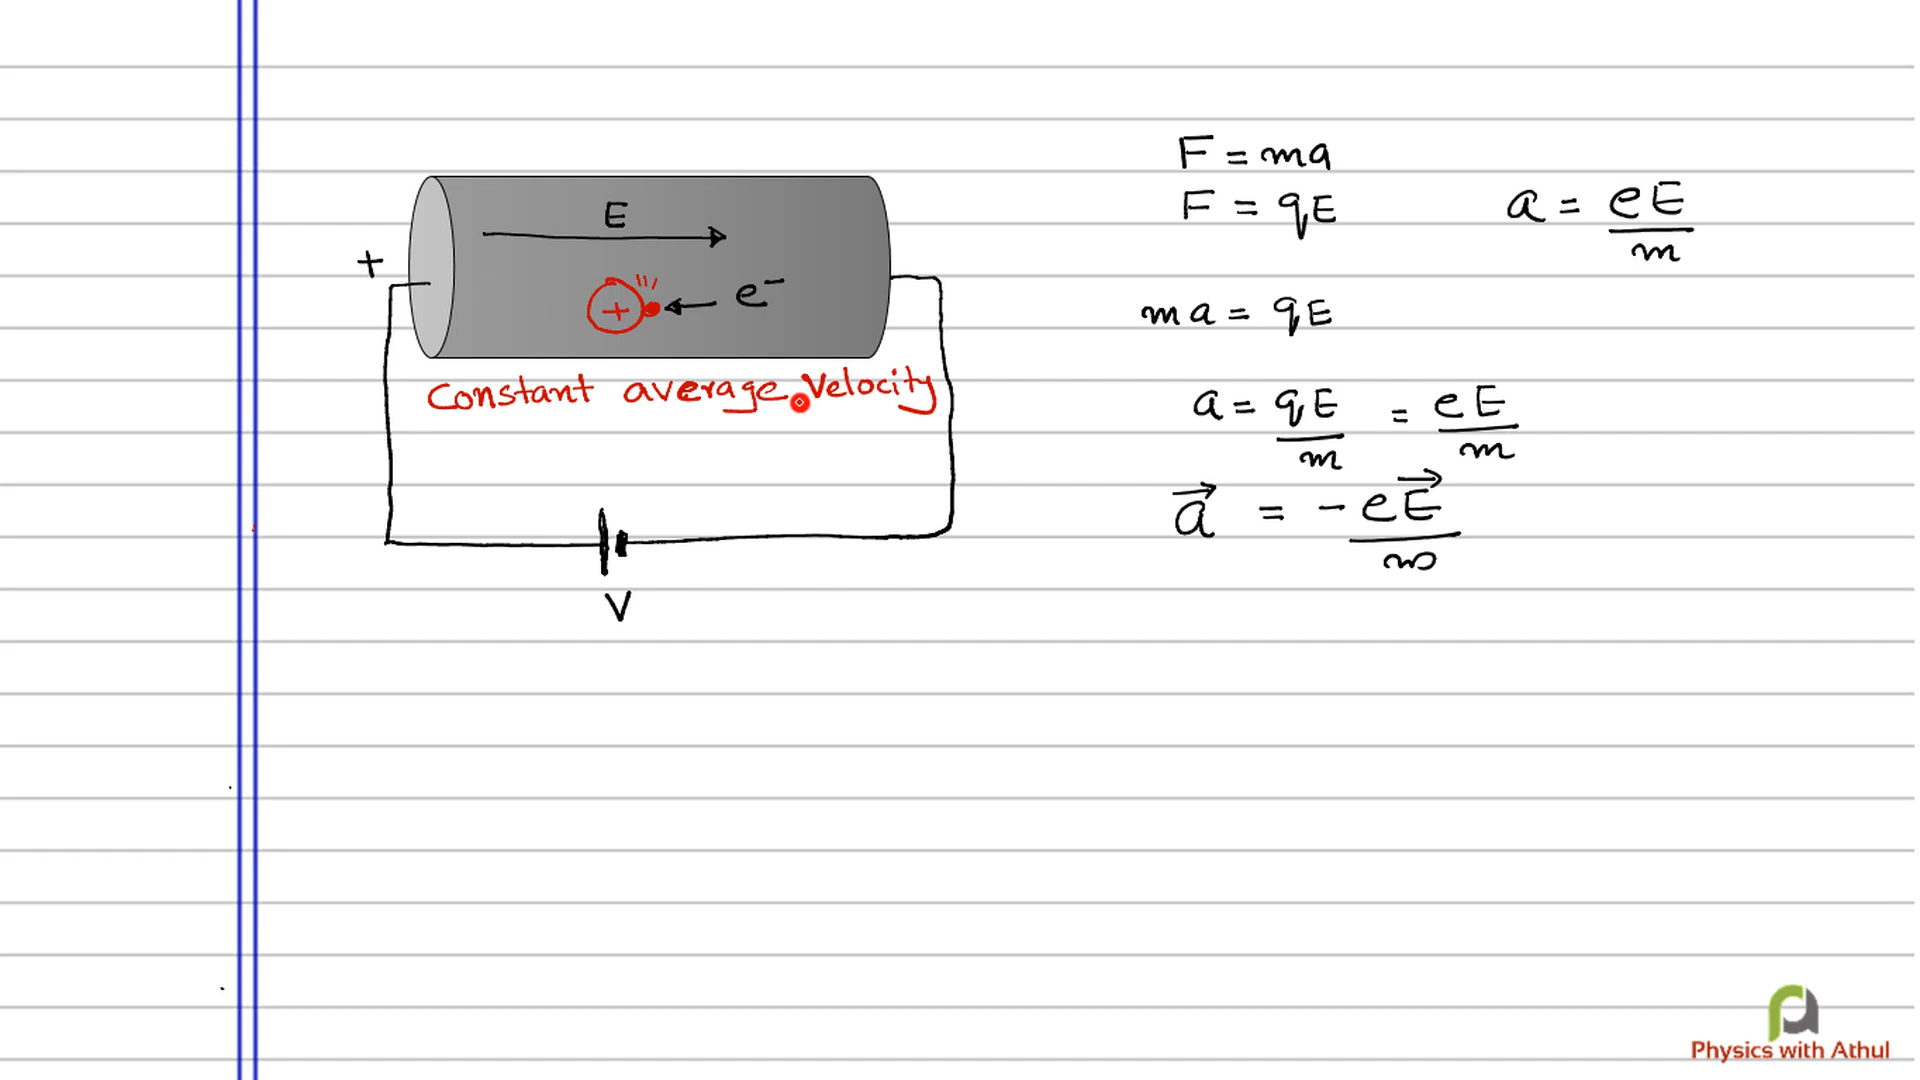 E
+
+ e⁻
Constant average Velocity
V
F = ma
F = qE
a = eE/m
ma = qE
a = qE/m = eE/m
a⃗ = -eE⃗/m
Physics with Athul